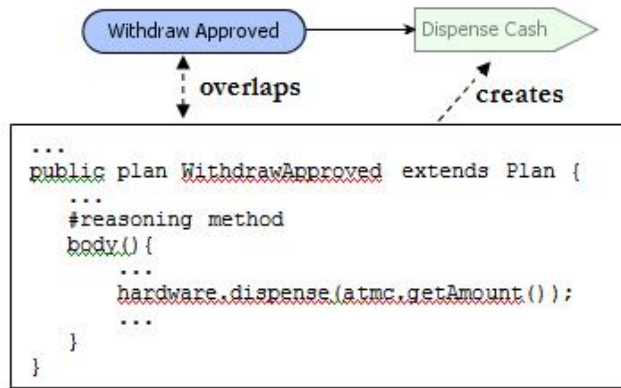 Withdraw Approved
Dispense Cash
overlaps
creates
...
public plan WithdrawApproved extends Plan {
...
#reasoning method
body(){
...
hardware.dispense(atmc.getAmount());
...
}
}